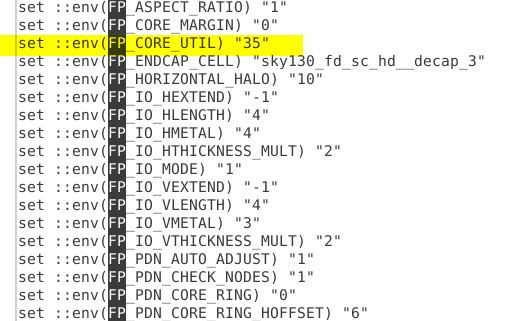 set ::env(FP_ASPECT_RATIO) "1"
set ::env(FP_CORE_MARGIN) "0"
set ::env(FP_CORE_UTIL) "35"
set ::env(FP_ENDCAP_CELL) "sky130_fd_sc_hd__decap_3"
set ::env(FP_HORIZONTAL_HALO) "10"
set ::env(FP_IO_HEXTEND) "-1"
set ::env(FP_IO_HLENGTH) "4"
set ::env(FP_IO_HMETAL) "4"
set ::env(FP_IO_HTHICKNESS_MULT) "2"
set ::env(FP_IO_MODE) "1"
set ::env(FP_IO_VEXTEND) "-1"
set ::env(FP_IO_VLENGTH) "4"
set ::env(FP_IO_VMETAL) "3"
set ::env(FP_IO_VTHICKNESS_MULT) "2"
set ::env(FP_PDN_AUTO_ADJUST) "1"
set ::env(FP_PDN_CHECK_NODES) "1"
set ::env(FP_PDN_CORE_RING) "0"
set ::env(FP_PDN_CORE_RING_HOFFSET) "6"